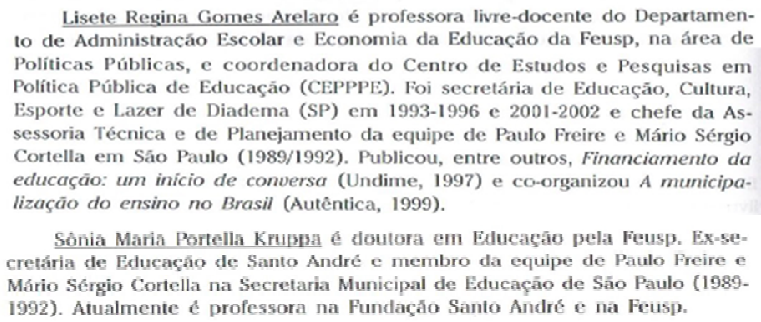 Lisete Regina Gomes Arelaro é professora livre-docente do Departamen-
to de Administração Escolar e Economia da Educação da Feusp, na área de
Políticas Públicas, e coordenadora do Centro de Estudos e Pesquisas em
Política Pública de Educação (CEPPPE). Foi secretária de Educação, Cultura,
Esporte e Lazer de Diadema (SP) em 1993-1996 e 2001-2002 e chefe da As-
sessoria Técnica e de Planejamento da equipe de Paulo Freire e Mário Sérgio
Cortella em São Paulo (1989/1992). Publicou, entre outros, Financiamento da
educação: um início de conversa (Undime, 1997) e co-organizou A municipa-
lização do ensino no Brasil (Autêntica, 1999).
Sônia Maria Portella Kruppa é doutora em Educação pela Feusp. Ex-se-
cretária de Educação de Santo André e membro da equipe de Paulo Freire e
Mário Sérgio Cortella na Secretaria Municipal de Educação de São Paulo (1989-
1992). Atualmente é professora na Fundação Santo André e na Feusp.